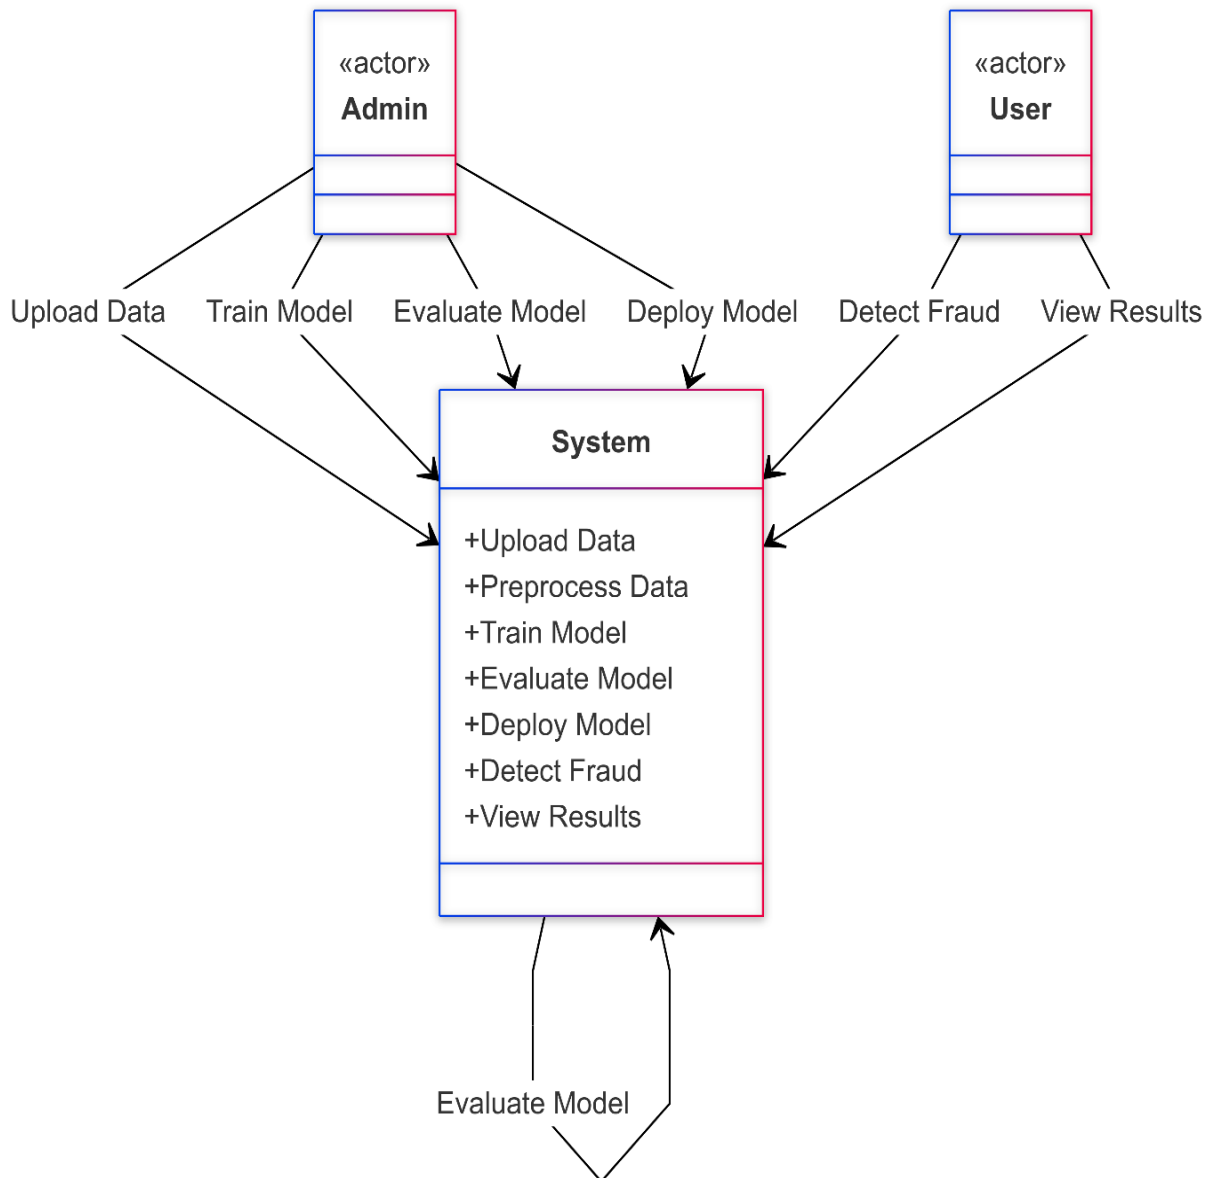 «actor»
Admin
«actor»
User
Upload Data
Train Model
Evaluate Model
Deploy Model
Detect Fraud
View Results
System
+Upload Data
+Preprocess Data
+Train Model
+Evaluate Model
+Deploy Model
+Detect Fraud
+View Results
Evaluate Model